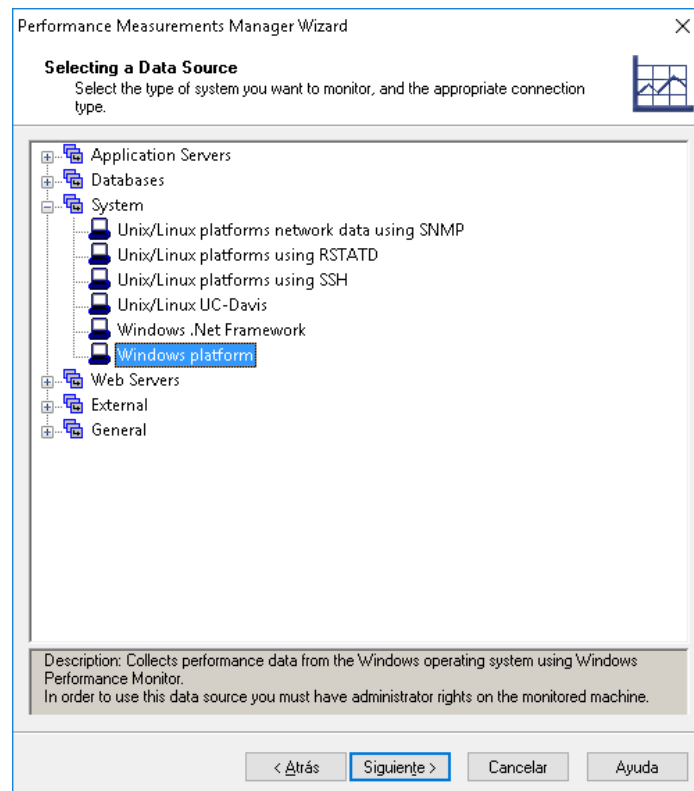 Performance Measurements Manager Wizard
Selecting a Data Source
Select the type of system you want to monitor, and the appropriate connection
type.
Application Servers
Databases
System
Unix/Linux platforms network data using SNMP
Unix/Linux platforms using RSTATD
Unix/Linux platforms using SSH
Unix/Linux UC-Davis
Windows .Net Framework
Windows platform
Web Servers
External
General
Description: Collects performance data from the Windows operating system using Windows
Performance Monitor.
In order to use this data source you must have administrator rights on the monitored machine.
< Atrás Siguiente > Cancelar Ayuda